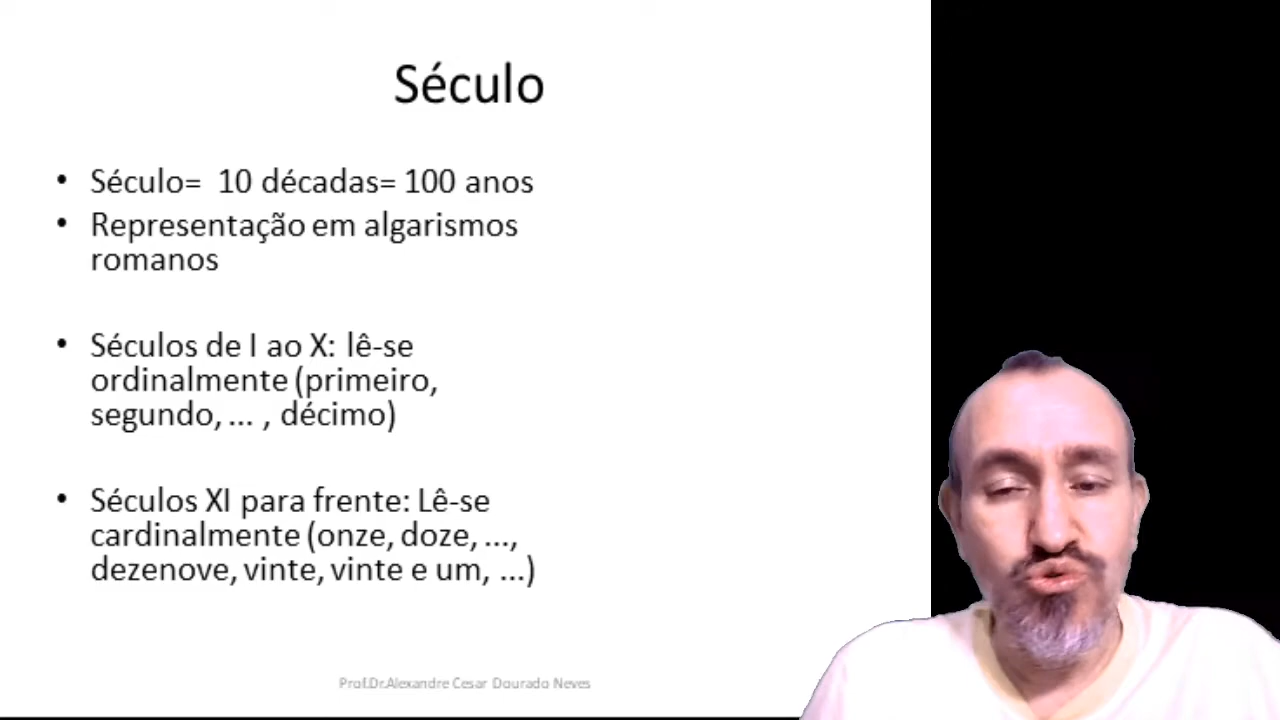 Século
• Século= 10 décadas= 100 anos
• Representação em algarismos
romanos
• Séculos de I ao X: lê-se
ordinalmente (primeiro,
segundo, ... , décimo)
• Séculos XI para frente: Lê-se
cardinalmente (onze, doze, ...,
dezenove, vinte, vinte e um, ...)
Prof.Dr.Alexandre Cesar Dourado Neves